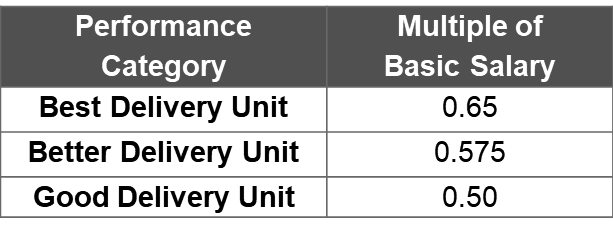 Performance Category | Multiple of Basic Salary
Best Delivery Unit | 0.65
Better Delivery Unit | 0.575
Good Delivery Unit | 0.50